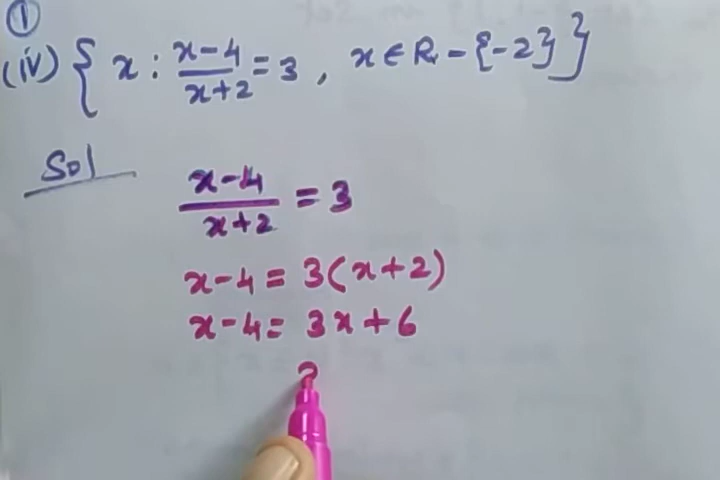 ①
(iv) { x : x-4/x+2 = 3 , x ∈ R - {-2} }
Sol
x-4/x+2 = 3
x-4 = 3(x+2)
x-4 = 3x+6